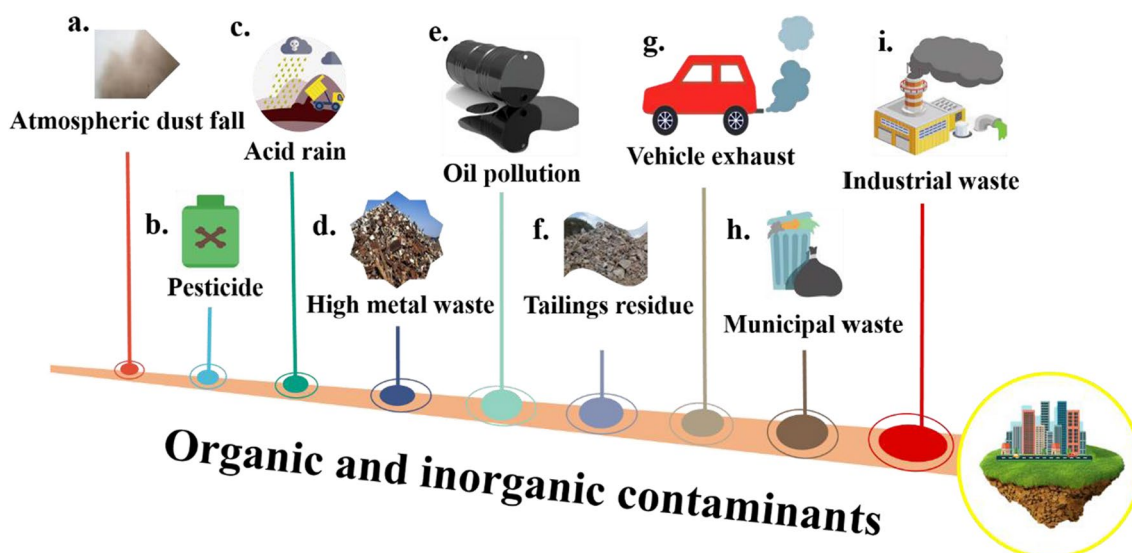 a.
Atmospheric dust fall
b.
Pesticide
c.
Acid rain
d.
High metal waste
e.
Oil pollution
f.
Tailings residue
g.
Vehicle exhaust
h.
Municipal waste
i.
Industrial waste
Organic and inorganic contaminants